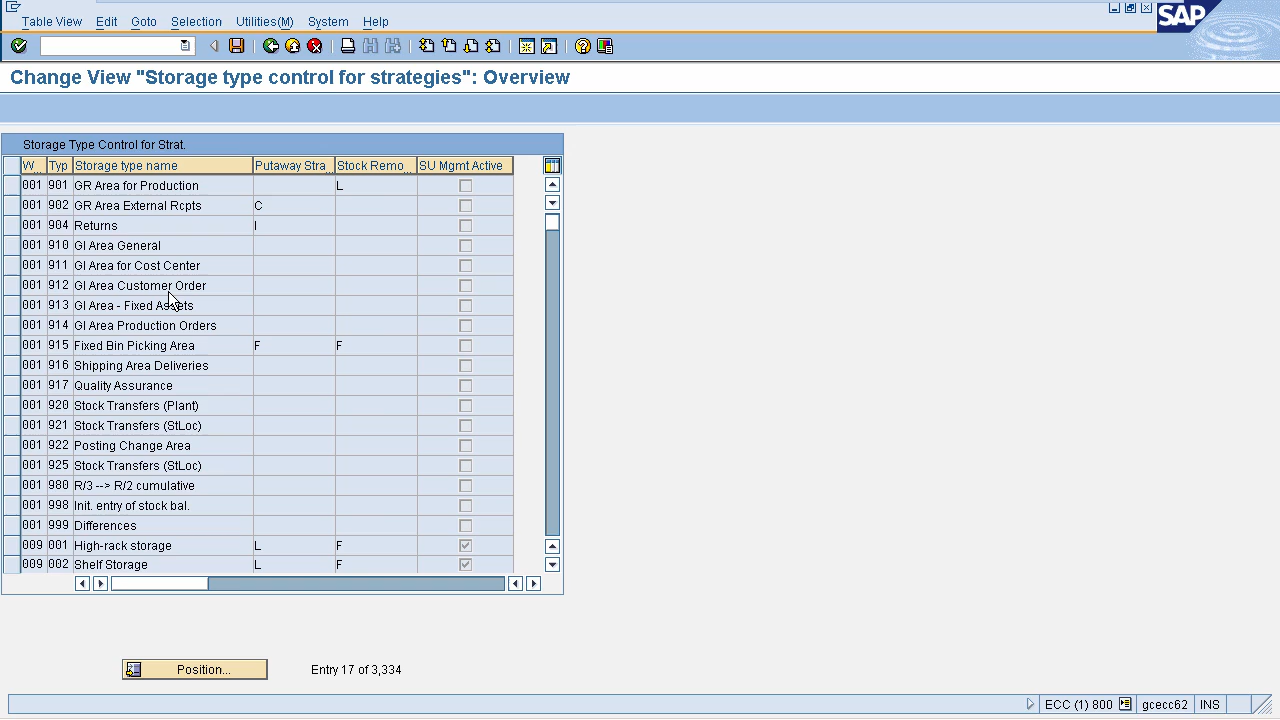 Table View Edit Goto Selection Utilities(M) System Help
SAP
Change View "Storage type control for strategies": Overview
Storage Type Control for Strat.
W... Typ Storage type name Putaway Stra... Stock Remo... SU Mgmt Active
001 901 GR Area for Production L
001 902 GR Area External Rcpts C
001 904 Returns I
001 910 GI Area General
001 911 GI Area for Cost Center
001 912 GI Area Customer Order
001 913 GI Area - Fixed Assets
001 914 GI Area Production Orders
001 915 Fixed Bin Picking Area F F
001 916 Shipping Area Deliveries
001 917 Quality Assurance
001 920 Stock Transfers (Plant)
001 921 Stock Transfers (StLoc)
001 922 Posting Change Area
001 925 Stock Transfers (StLoc)
001 980 R/3 --> R/2 cumulative
001 998 Init. entry of stock bal.
001 999 Differences
009 001 High-rack storage L F
009 002 Shelf Storage L F
Position... Entry 17 of 3,334
ECC (1) 800 gcecc62 INS